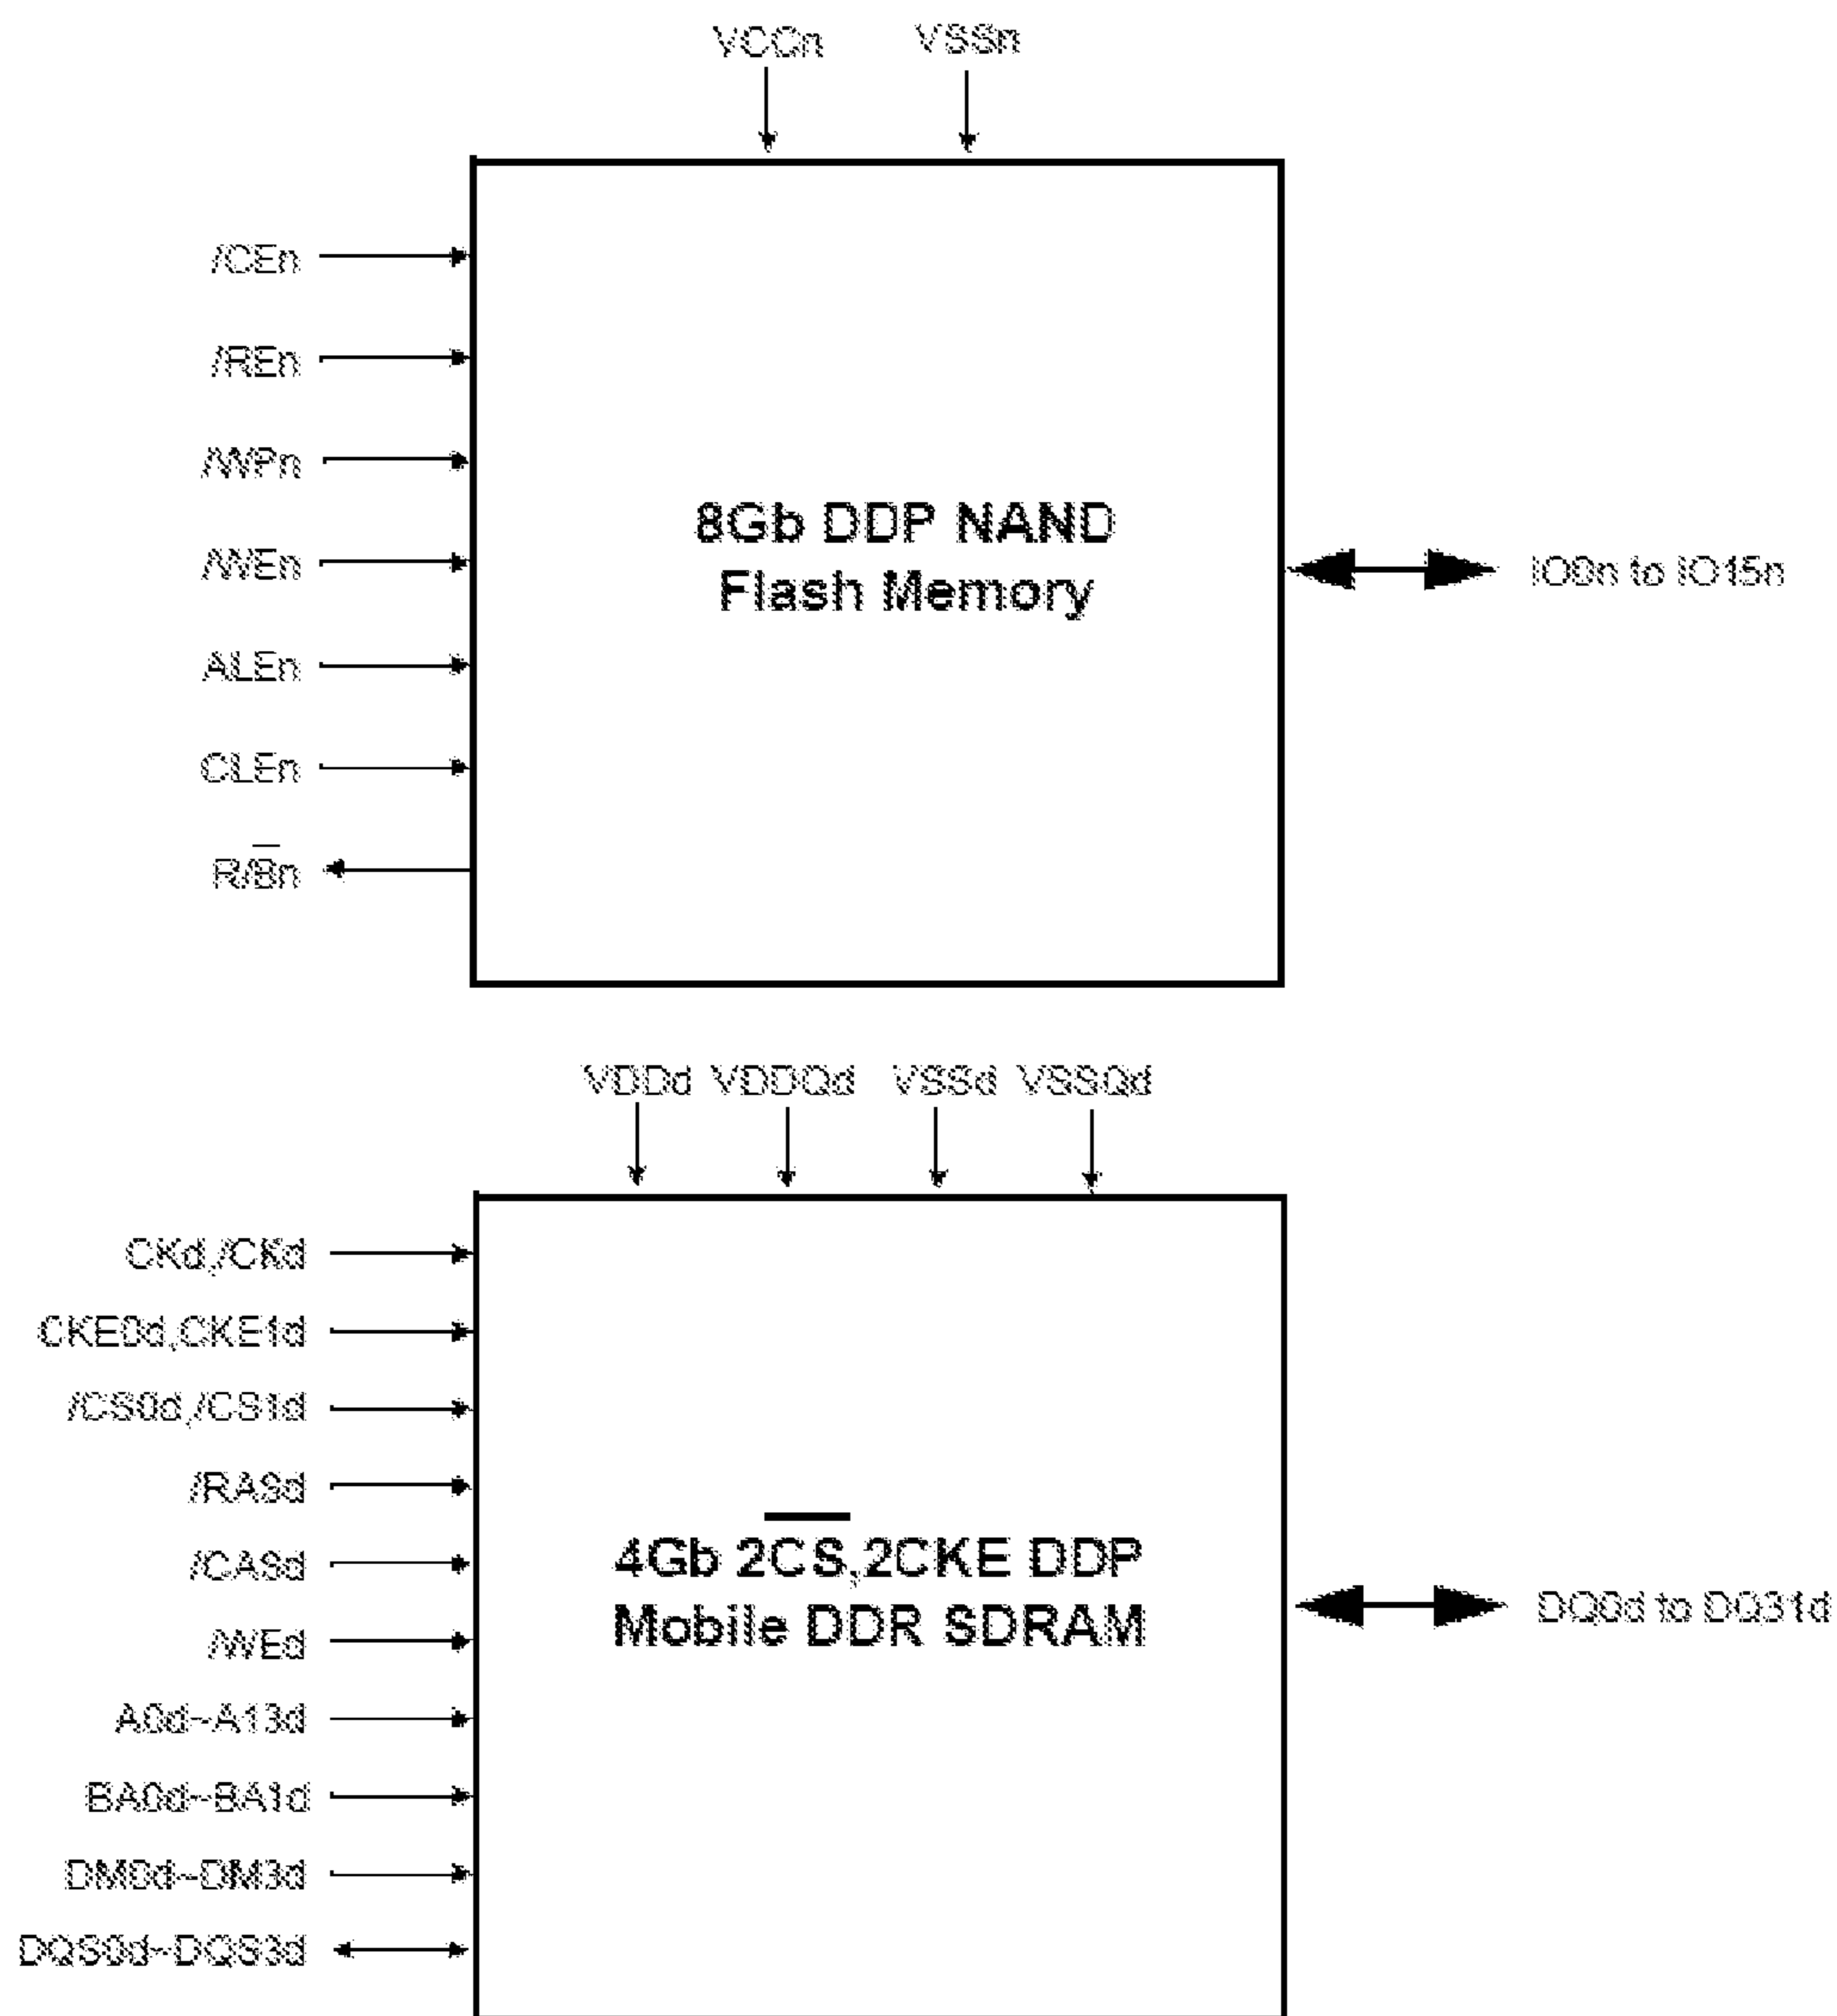 VCCn VSSn
/CEn
/REn
/WPn
/WEn
ALEn
CLEn
R/B̅n
8Gb DDP NAND
Flash Memory
IO0n to IO15n
VDDd VDDQd VSSd VSSQd
CKd,/CKd
CKE0d,CKE1d
/CS0d,/CS1d
/RASd
/CASd
/WEd
A0d~A13d
BA0d~BA1d
DM0d~DM3d
DQS0d~DQS3d
4Gb 2C̅S̅,2CKE DDP
Mobile DDR SDRAM
DQ0d to DQ31d